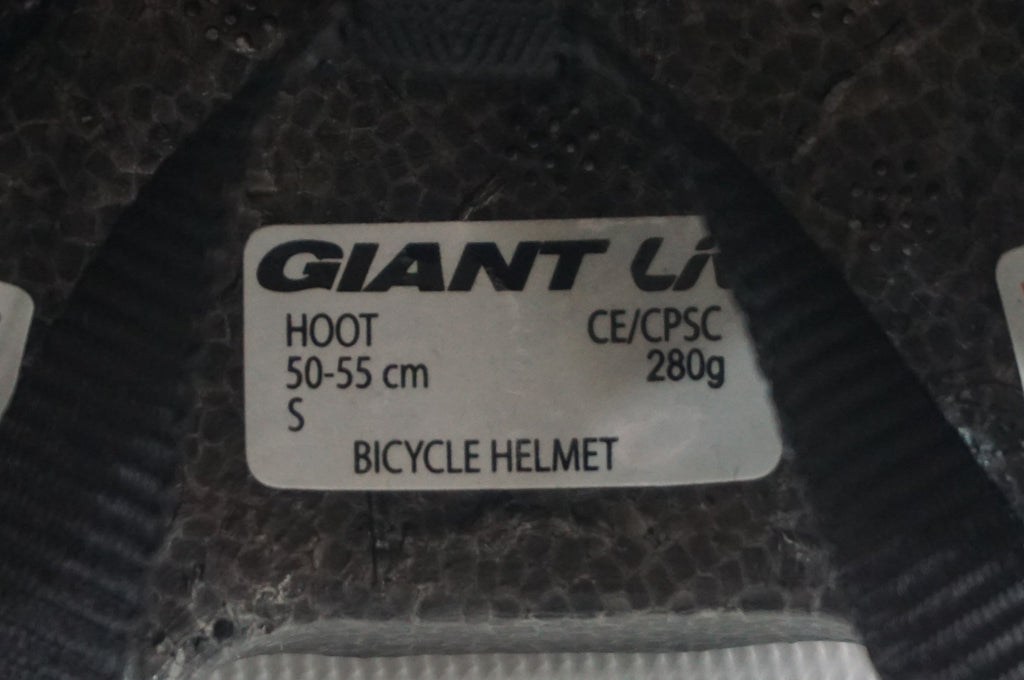 GIANT
HOOT CE/CPSC
50-55 cm 280g
S
BICYCLE HELMET